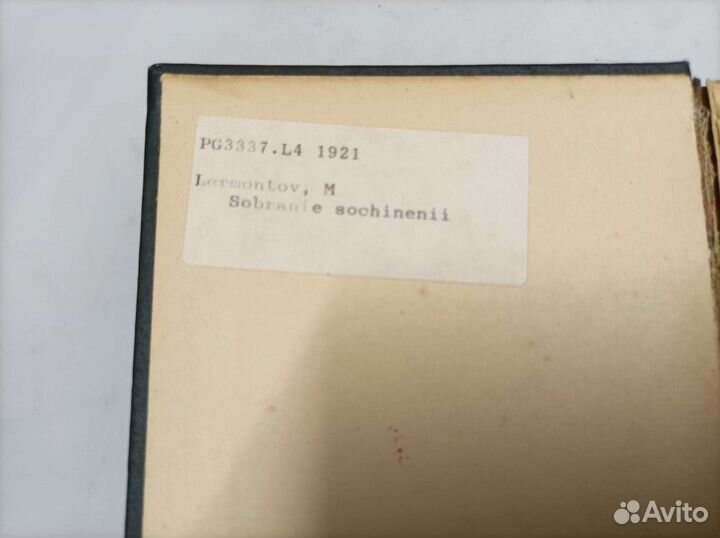 PG3337.L4 1921
Lermontov, M
Sobranie sochinenii
Avito